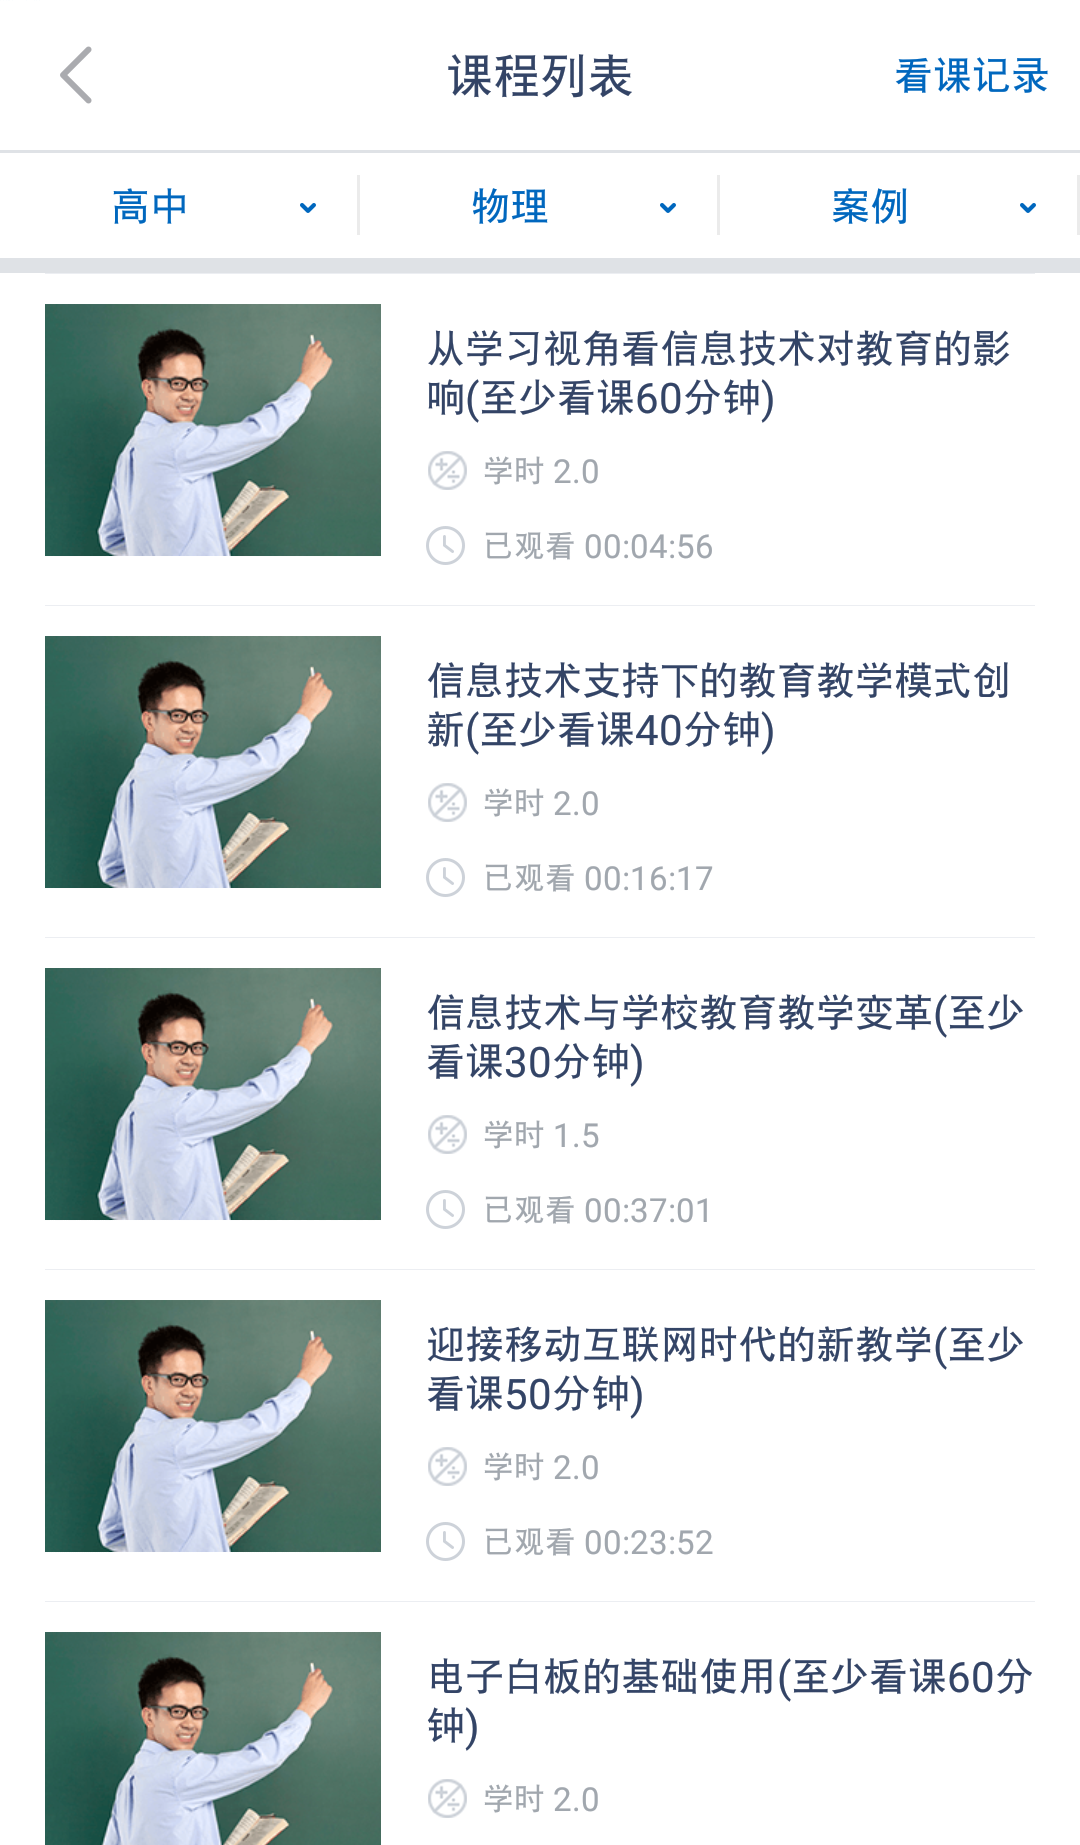 课程列表
看课记录
高中
物理
案例
从学习视角看信息技术对教育的影
响(至少看课60分钟)
学时 2.0
已观看 00:04:56
信息技术支持下的教育教学模式创
新(至少看课40分钟)
学时 2.0
已观看 00:16:17
信息技术与学校教育教学变革(至少
看课30分钟)
学时 1.5
已观看 00:37:01
迎接移动互联网时代的新教学(至少
看课50分钟)
学时 2.0
已观看 00:23:52
电子白板的基础使用(至少看课60分
钟)
学时 2.0